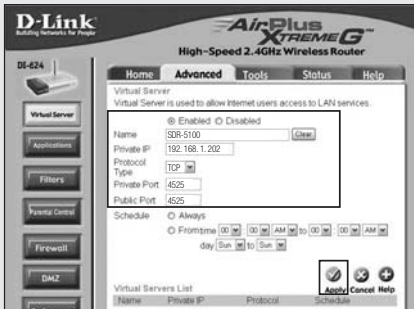 D-Link
Building Networks for People
AirPlus
XTREME G™
High-Speed 2.4GHz Wireless Router
DI-624
Home Advanced Tools Status Help
Virtual Server
Virtual Server is used to allow Internet users access to LAN services.
Virtual Server
Enabled Disabled
Name SDR-5100 Clear
Applications
Private IP 192.168.1.202
Protocol Type TCP
Filters
Private Port 4525
Public Port 4525
Parental Control
Schedule Always
From time 00 : 00 AM to 00 : 00 AM
day Sun to Sun
Firewall
DMZ
Apply Cancel Help
Virtual Servers List
Name Private IP Protocol Schedule